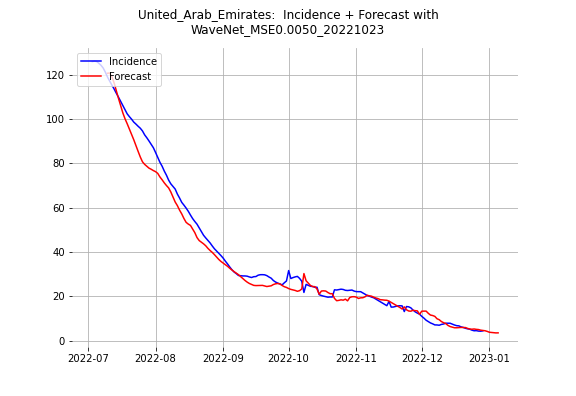 United_Arab_Emirates:  Incidence + Forecast with
WaveNet_MSE0.0050_20221023
Incidence
Forecast
120
100
80
60
40
20
0
2022-07 2022-08 2022-09 2022-10 2022-11 2022-12 2023-01